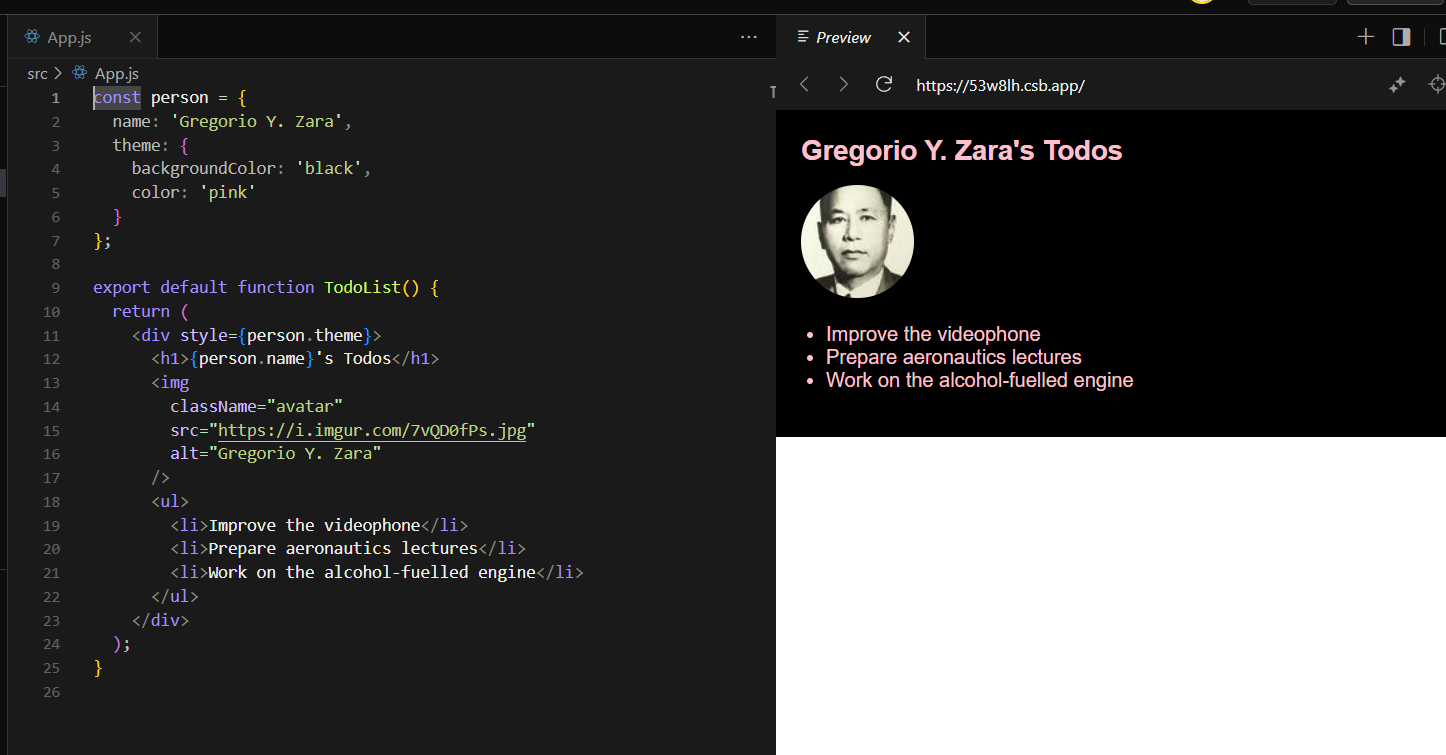 App.js
Preview
src > App.js
https://53w8lh.csb.app/
1 const person = {
2 name: 'Gregorio Y. Zara',
3 theme: {
4 backgroundColor: 'black',
5 color: 'pink'
6 }
7 };
8
9 export default function TodoList() {
10 return (
11 <div style={person.theme}>
12 <h1>{person.name}'s Todos</h1>
13 <img
14 className="avatar"
15 src="https://i.imgur.com/7vQD0fPs.jpg"
16 alt="Gregorio Y. Zara"
17 />
18 <ul>
19 <li>Improve the videophone</li>
20 <li>Prepare aeronautics lectures</li>
21 <li>Work on the alcohol-fuelled engine</li>
22 </ul>
23 </div>
24 );
25 }
26
Gregorio Y. Zara's Todos
Improve the videophone
Prepare aeronautics lectures
Work on the alcohol-fuelled engine